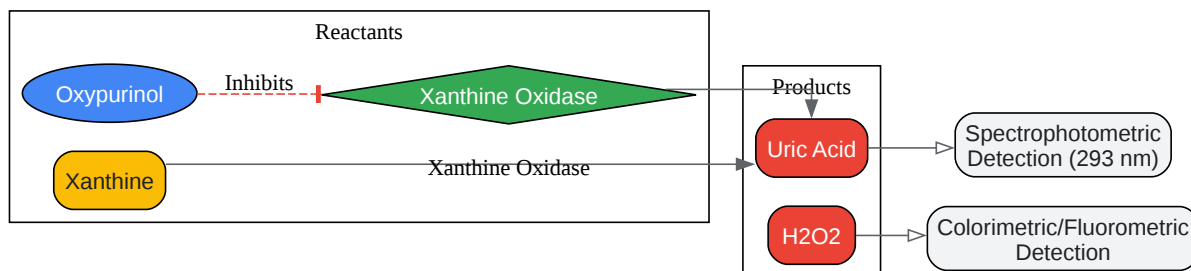 Reactants
Oxypurinol
Inhibits
Xanthine Oxidase
Products
Uric Acid
Spectrophotometric
Detection (293 nm)
Xanthine
Xanthine Oxidase
H2O2
Colorimetric/Fluorometric
Detection